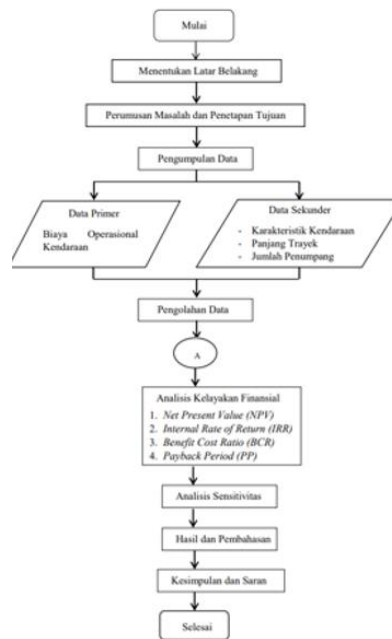 Mulai
Menentukan Latar Belakang
Perumusan Masalah dan Penetapan Tujuan
Pengumpulan Data
Data Primer
Biaya Operasional
Kendaraan
Data Sekunder
- Karakteristik Kendaraan
- Panjang Trayek
- Jumlah Penumpang
Pengolahan Data
A
Analisis Kelayakan Finansial
1. Net Present Value (NPV)
2. Internal Rate of Return (IRR)
3. Benefit Cost Ratio (BCR)
4. Payback Period (PP)
Analisis Sensitivitas
Hasil dan Pembahasan
Kesimpulan dan Saran
Selesai